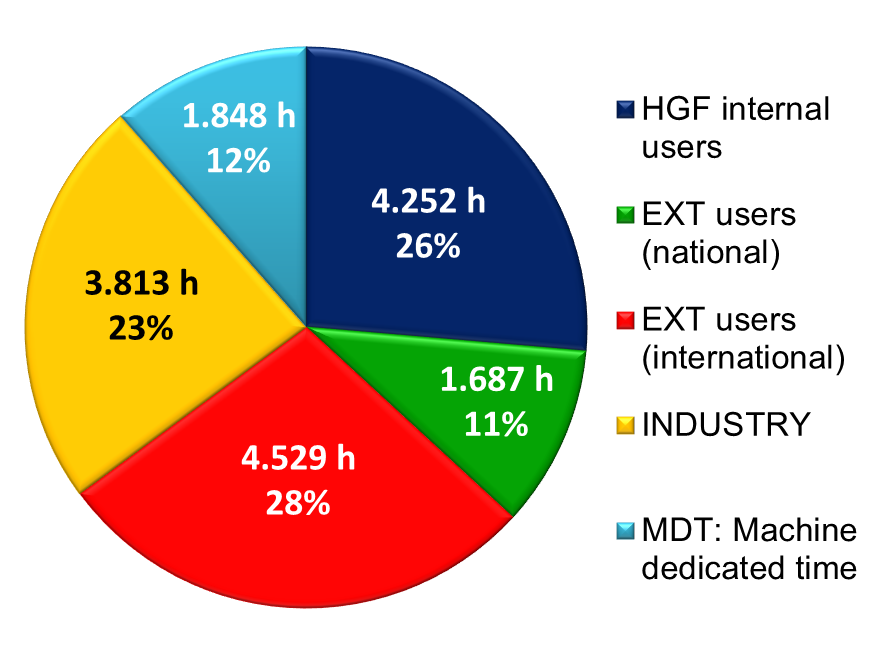 1.848 h
12%
4.252 h
26%
3.813 h
23%
1.687 h
11%
4.529 h
28%
HGF internal
users
EXT users
(national)
EXT users
(international)
INDUSTRY
MDT: Machine
dedicated time